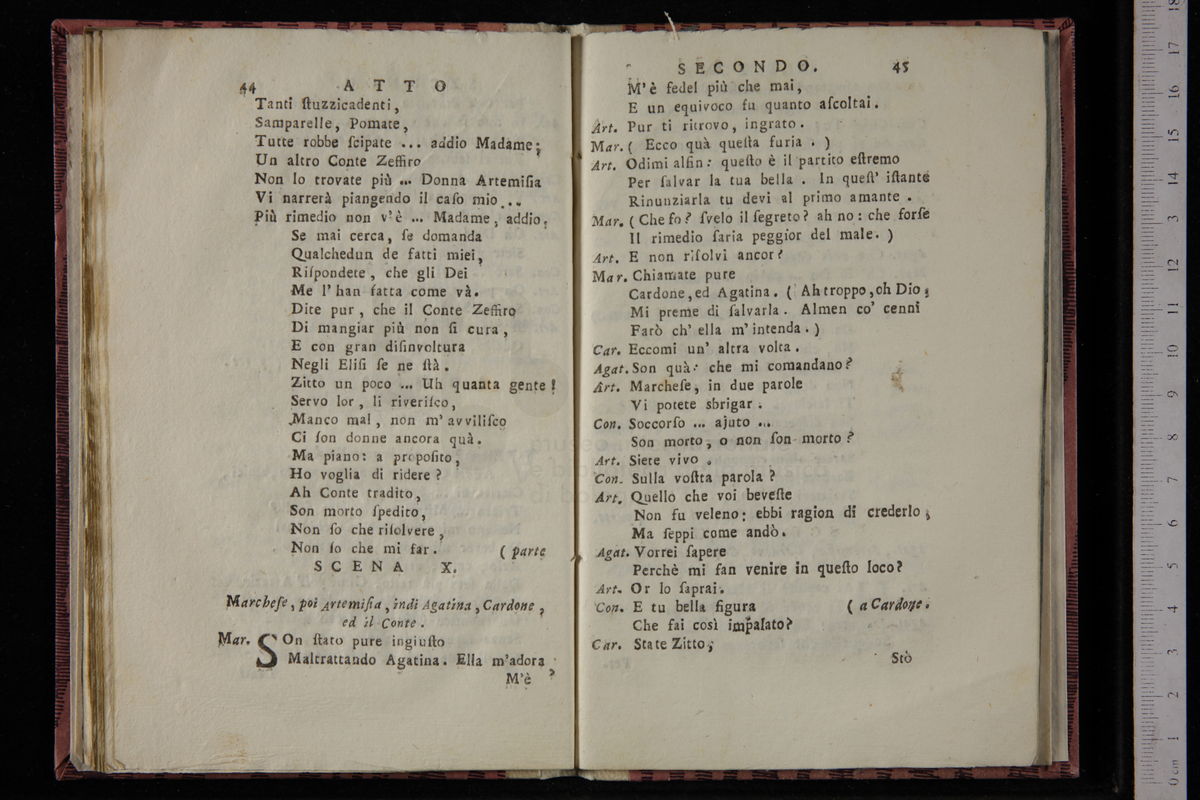 44 A T T O
Tanti ſtuzzicadenti,
Samparelle, Pomate,
Tutte robbe ſcipate ... addio Madame;
Un altro Conte Zeffiro
Non lo trovate più ... Donna Artemiſia
Vi narrerà piangendo il caſo mio...
Più rimedio non v'è ... Madame, addio.
Se mai cerca, ſe domanda
Qualchedun de fatti miei,
Riſpondete, che gli Dei
Me l'han fatta come và.
Dite pur, che il Conte Zeffiro
Di mangiar più non ſi cura,
E con gran diſinvoltura
Negli Eliſi ſe ne ſtà.
Zitto un poco ... Uh quanta gente!
Servo lor, li riveriſco,
Manco mal, non m'avviliſco
Ci ſon donne ancora quà.
Ma piano: a propoſito,
Ho voglia di ridere?
Ah Conte tradito,
Son morto ſpedito,
Non ſo che riſolvere,
Non ſo che mi far. (parte
S C E N A X.
Marcheſe, poi Artemiſia, indi Agatina, Cardone,
ed il Conte.
Mar. SOn ſtato pure ingiuſto
Maltrattando Agatina. Ella m'adora
M'è
S E C O N D O. 45
M'è fedel più che mai,
E un equivoco fu quanto aſcoltai.
Art. Pur ti ritrovo, ingrato.
Mar. ( Ecco quà queſta furia. )
Art. Odimi alfin: queſto è il partito eſtremo
Per ſalvar la tua bella. In queſt' iſtante
Rinunziarla tu devi al primo amante.
Mar. ( Che fo? ſvelo il ſegreto? ah no: che forſe
Il rimedio ſaria peggior del male. )
Art. E non riſolvi ancor?
Mar. Chiamate pure
Cardone, ed Agatina. ( Ah troppo, oh Dio,
Mi preme di ſalvarla. Almen co' cenni
Farò ch' ella m'intenda. )
Car. Eccomi un' altra volta.
Agat. Son quà: che mi comandano?
Art. Marcheſe, in due parole
Vi potete sbrigar.
Con. Soccorſo ... ajuto ...
Son morto, o non ſon morto?
Art. Siete vivo.
Con. Sulla voſtta parola?
Art. Quello che voi beveſte
Non fu veleno: ebbi ragion di crederlo,
Ma ſeppi come andò.
Agat. Vorrei ſapere
Perchè mi fan venire in queſto loco?
Art. Or lo ſaprai.
Con. E tu bella figura ( a Cardone.
Che fai così impalato?
Car. State Zitto,
Stò